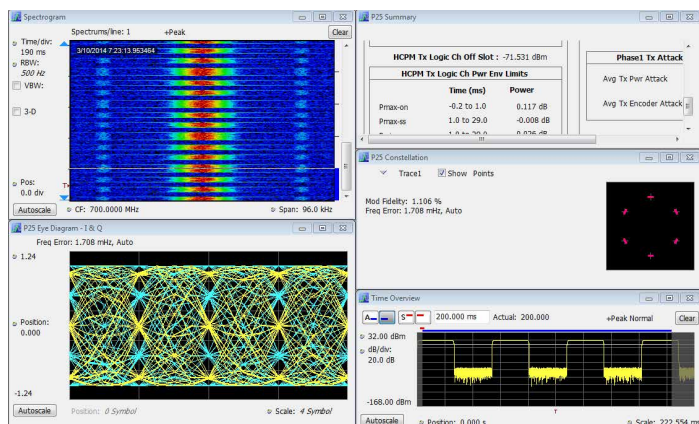 Spectrogram
Spectrums/line: 1
+Peak
Clear
Time/div:
190 ms
RBW:
500 Hz
VBW:
3-D
Pos:
0.0 div
3/10/2014 7:23:13.953464
T
Autoscale
CF: 700.0000 MHz
Span: 96.0 kHz
P25 Eye Diagram - I & Q
Freq Error: 1.708 mHz, Auto
1.24
Position:
0.000
-1.24
Autoscale
Position: 0 Symbol
Scale: 4 Symbol
P25 Summary
HCPM Tx Logic Ch Off Slot : -71.531 dBm
HCPM Tx Logic Ch Pwr Env Limits
Time (ms) Power
Pmax-on -0.2 to 1.0 0.117 dB
Pmax-ss 1.0 to 29.0 -0.008 dB
Phase1 Tx Attack
Avg Tx Pwr Attack
Avg Tx Encoder Attack
P25 Constellation
Trace1
Show Points
Mod Fidelity: 1.106 %
Freq Error: 1.708 mHz, Auto
Time Overview
A
S
200.000 ms
Actual: 200.000
+Peak Normal
Clear
32.00 dBm
dB/div:
20.0 dB
-168.00 dBm
T
Autoscale
Position: 0.000 s
Scale: 222.554 ms